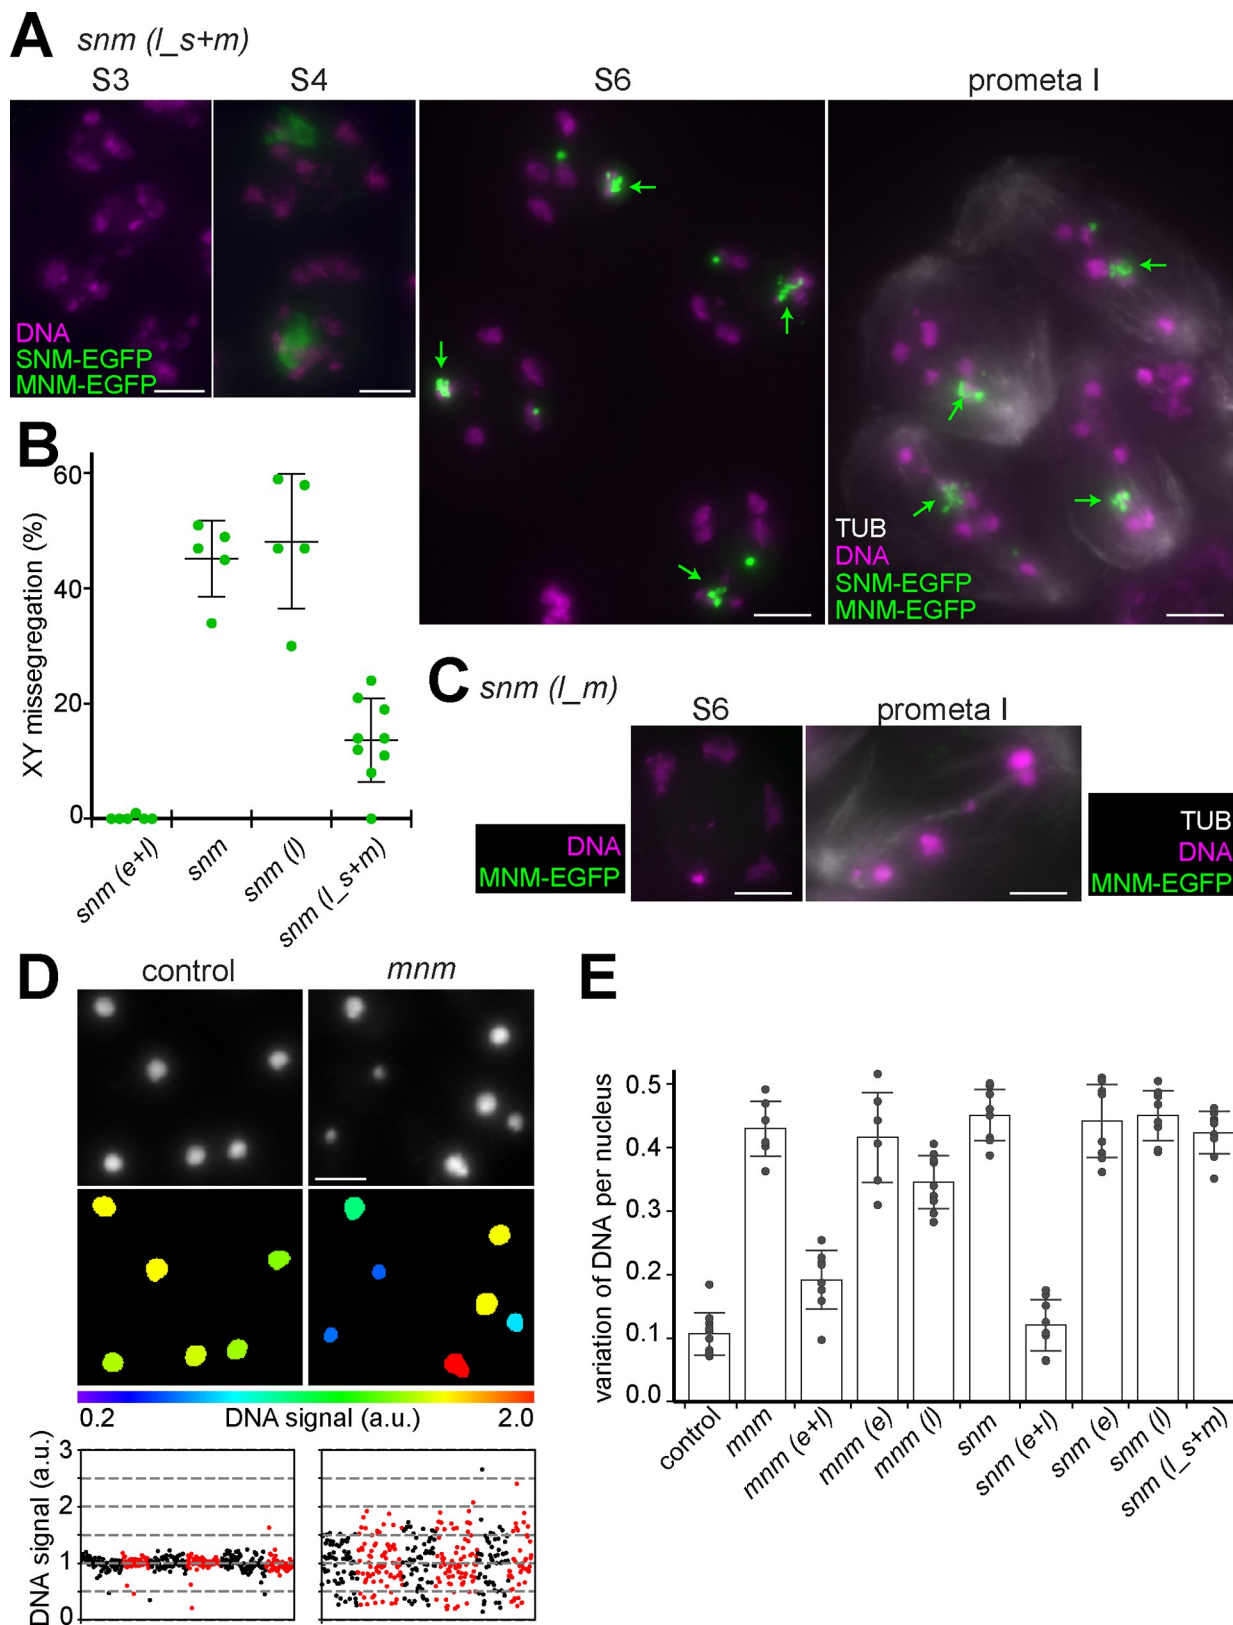 A
snm (l_s+m)
S3
S4
S6
prometa I
DNA
SNM-EGFP
MNM-EGFP
TUB
DNA
SNM-EGFP
MNM-EGFP
B
XY missegregation (%)
60
40
20
0
snm (e+l)
snm
snm (l)
snm (l_s+m)
C
snm (l_m)
S6
prometa I
DNA
MNM-EGFP
TUB
DNA
MNM-EGFP
D
control
mnm
0.2
DNA signal (a.u.)
2.0
DNA signal (a.u.)
3
2
1
0
E
variation of DNA per nucleus
0.5
0.4
0.3
0.2
0.1
0.0
control
mnm
mnm (e+l)
mnm (e)
mnm (l)
snm
snm (e+l)
snm (e)
snm (l)
snm (l_s+m)